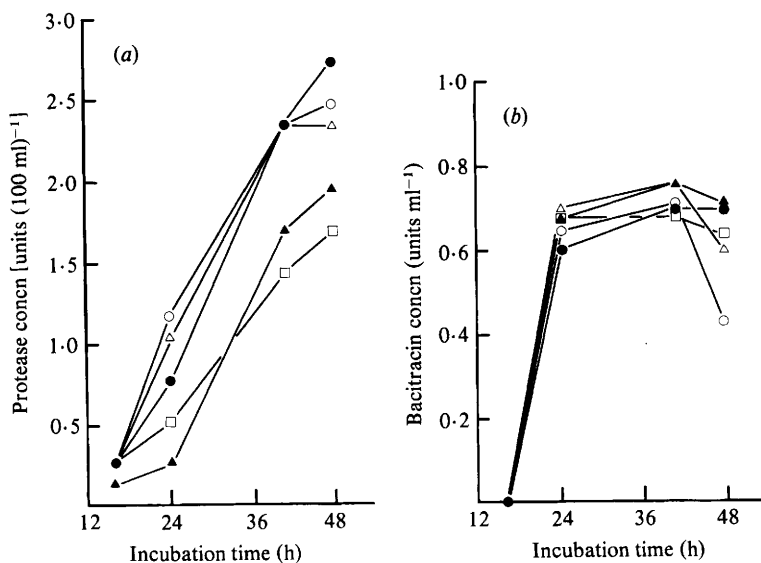 (a)
3·0
2·5
2·0
1·5
1·0
0·5
12 24 36 48
Incubation time (h)
Protease concn [units (100 ml)⁻¹]
(b)
1·0
0·8
0·6
0·4
0·2
12 24 36 48
Incubation time (h)
Bacitracin concn (units ml⁻¹)